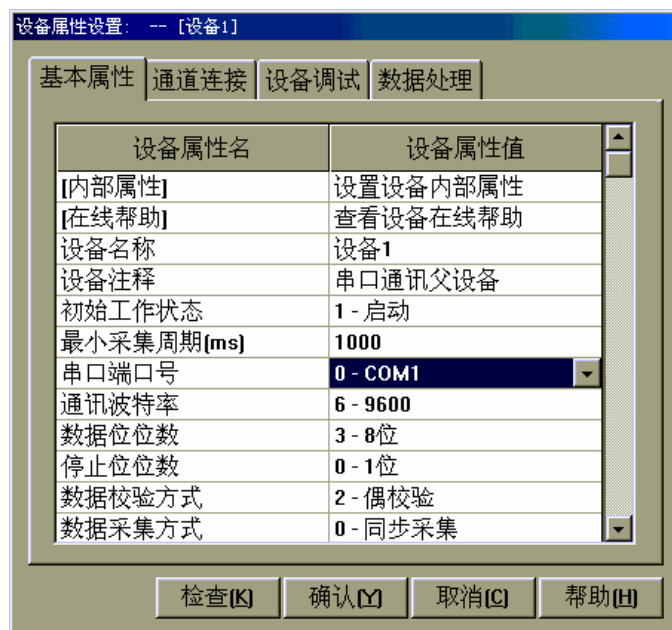 设备属性设置: -- [设备1]
基本属性 通道连接 设备调试 数据处理
设备属性名 设备属性值
[内部属性] 设置设备内部属性
[在线帮助] 查看设备在线帮助
设备名称 设备1
设备注释 串口通讯父设备
初始工作状态 1 - 启动
最小采集周期(ms) 1000
串口端口号 0 - COM1
通讯波特率 6 - 9600
数据位位数 3 - 8位
停止位位数 0 - 1位
数据校验方式 2 - 偶校验
数据采集方式 0 - 同步采集
检查(K) 确认(Y) 取消(C) 帮助(H)